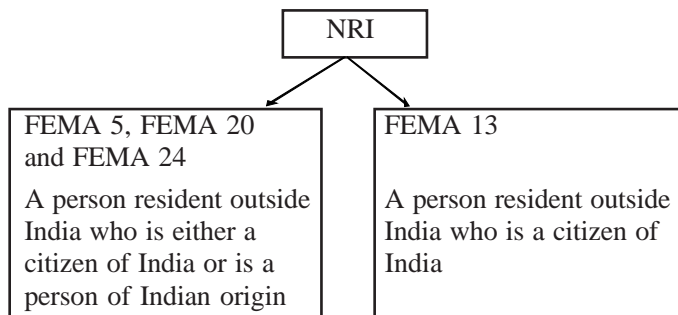 NRI
FEMA 5, FEMA 20
and FEMA 24
A person resident outside
India who is either a
citizen of India or is a
person of Indian origin
FEMA 13
A person resident outside
India who is a citizen of
India